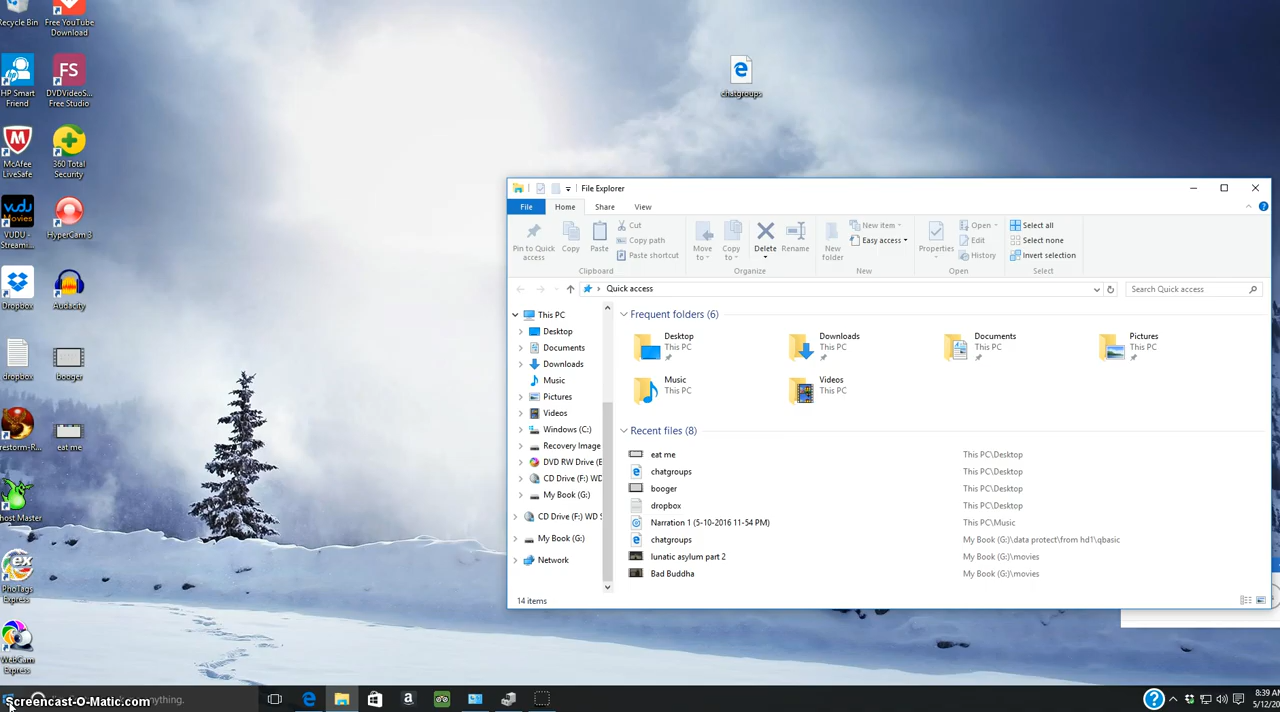 Recycle Bin
Free YouTube
Download
HP Smart
Friend
FS
DVDVideoS...
Free Studio
McAfee
LiveSafe
360 Total
Security
vudu
Movies
VUDU -
Streami...
HyperCam 3
Dropbox
Audacity
dropbox
booger
restorm-R...
eat me
host Master
ex
PhoTags
Express
WebCam
Express
chatgroups
File Explorer
File
Home
Share
View
Pin to Quick
access
Copy
Paste
Cut
Copy path
Paste shortcut
Clipboard
Move
to
Copy
to
Delete
Rename
Organize
New
folder
New item
Easy access
New
Properties
Open
Edit
History
Open
Select all
Select none
Invert selection
Select
Quick access
Search Quick access
This PC
Desktop
Documents
Downloads
Music
Pictures
Videos
Windows (C:)
Recovery Image
DVD RW Drive (E
CD Drive (F:) WD
My Book (G:)
CD Drive (F:) WD S
My Book (G:)
Network
Frequent folders (6)
Desktop
This PC
Downloads
This PC
Documents
This PC
Pictures
This PC
Music
This PC
Videos
This PC
Recent files (8)
eat me This PC\Desktop
chatgroups This PC\Desktop
booger This PC\Desktop
dropbox This PC\Desktop
Narration 1 (5-10-2016 11-54 PM) This PC\Music
chatgroups My Book (G:)\data protect\from hd1\qbasic
lunatic asylum part 2 My Book (G:)\movies
Bad Buddha My Book (G:)\movies
14 items
Screencast-O-Matic.com
nything.
8:39 AM
5/12/20